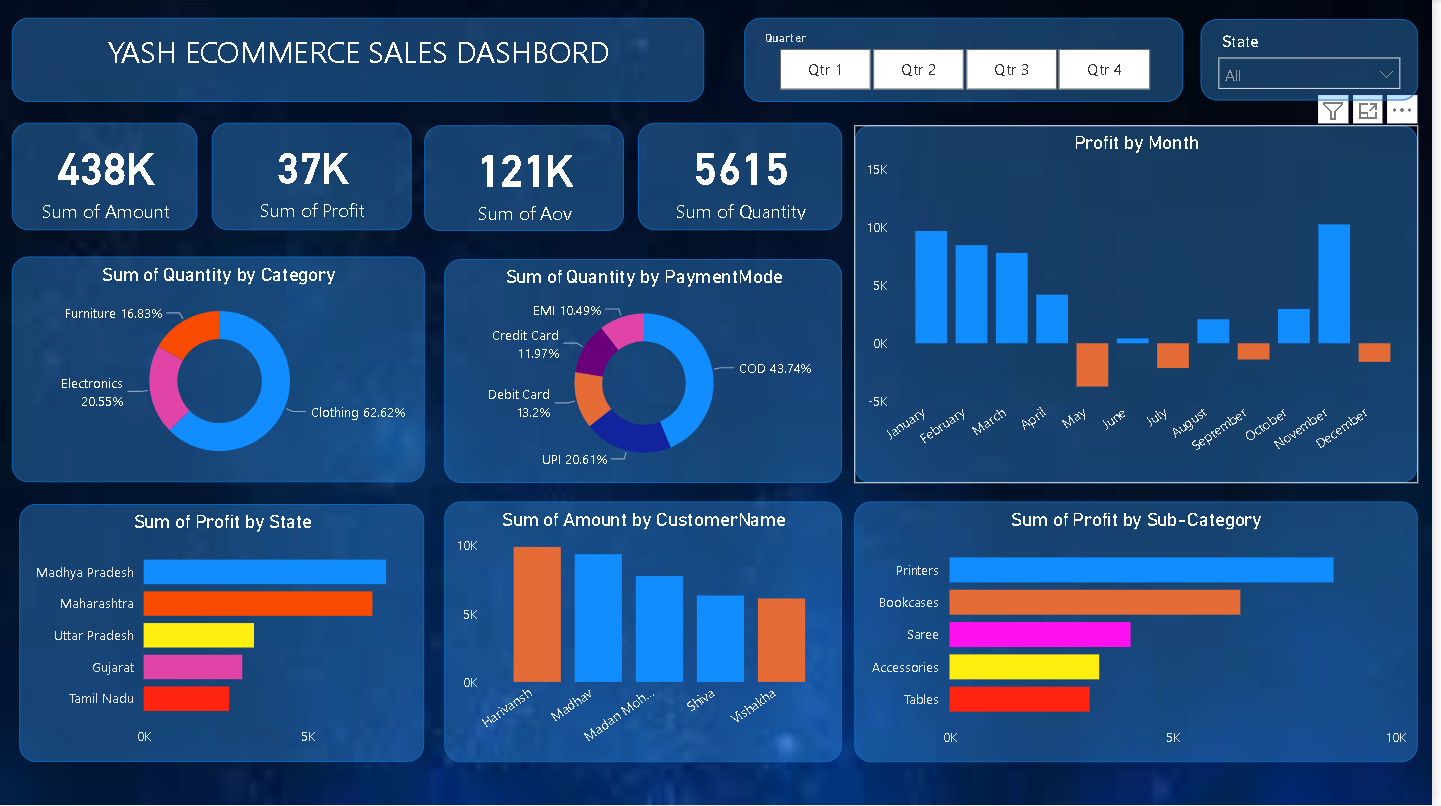 YASH ECOMMERCE SALES DASHBORD
Quarter
Qtr 1
Qtr 2
Qtr 3
Qtr 4
State
All
438K
Sum of Amount
37K
Sum of Profit
121K
Sum of Aov
5615
Sum of Quantity
Profit by Month
15K
10K
5K
0K
-5K
January
February
March
April
May
June
July
August
September
October
November
December
Sum of Quantity by Category
Furniture 16.83%
Electronics
20.55%
Clothing 62.62%
Sum of Quantity by PaymentMode
EMI 10.49%
Credit Card
11.97%
Debit Card
13.2%
UPI 20.61%
COD 43.74%
Sum of Profit by State
Madhya Pradesh
Maharashtra
Uttar Pradesh
Gujarat
Tamil Nadu
0K
5K
Sum of Amount by CustomerName
10K
5K
0K
Harivansh
Madhav
Madan Moh...
Shiva
Vishakha
Sum of Profit by Sub-Category
Printers
Bookcases
Saree
Accessories
Tables
0K
5K
10K